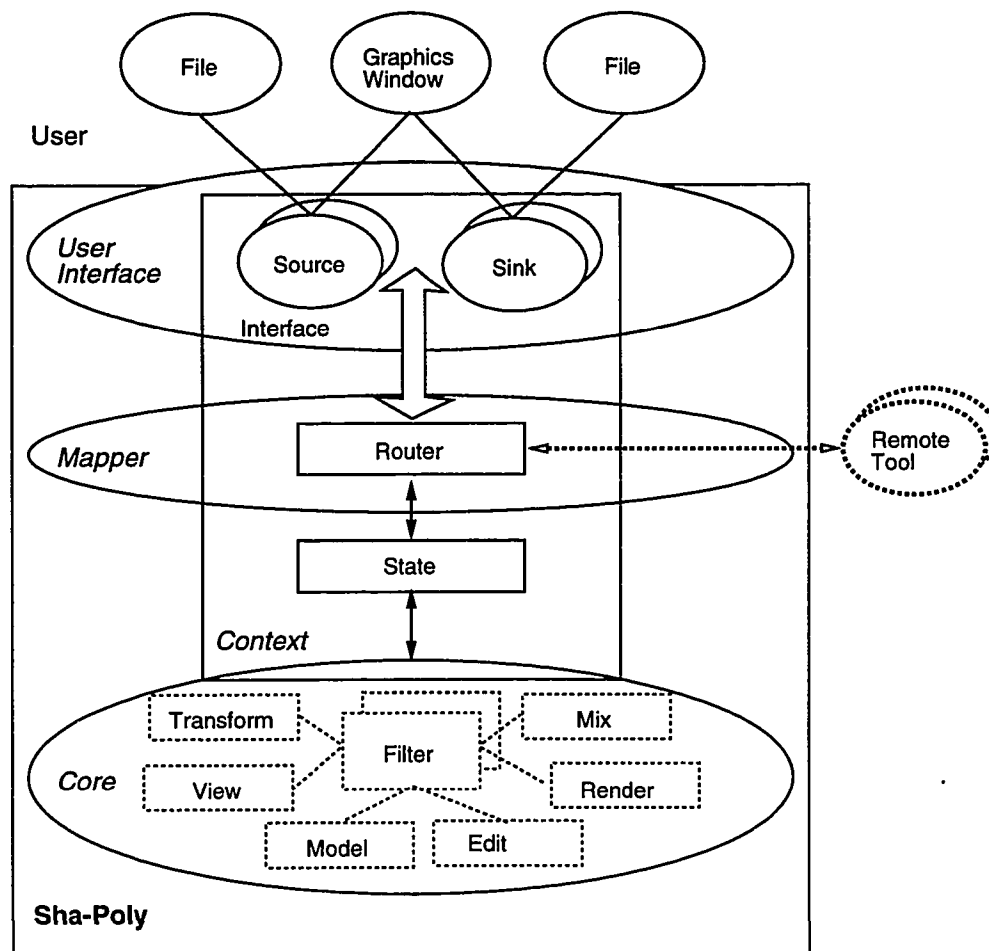 File
Graphics
Window
File
User
User
Interface
Source
Sink
Interface
Mapper
Router
Remote
Tool
State
Context
Transform
Mix
Filter
Core
View
Render
Model
Edit
Sha-Poly